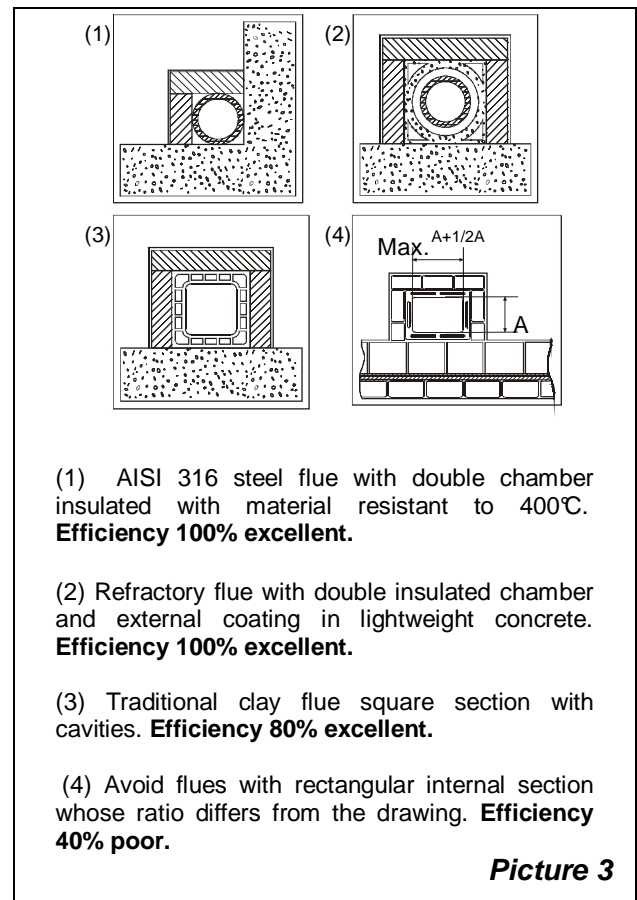 (1)
(2)
(3)
(4)
Max. A+1/2A
A
(1) AISI 316 steel flue with double chamber
insulated with material resistant to 400℃.
Efficiency 100% excellent.
(2) Refractory flue with double insulated chamber
and external coating in lightweight concrete.
Efficiency 100% excellent.
(3) Traditional clay flue square section with
cavities. Efficiency 80% excellent.
(4) Avoid flues with rectangular internal section
whose ratio differs from the drawing. Efficiency
40% poor.
Picture 3